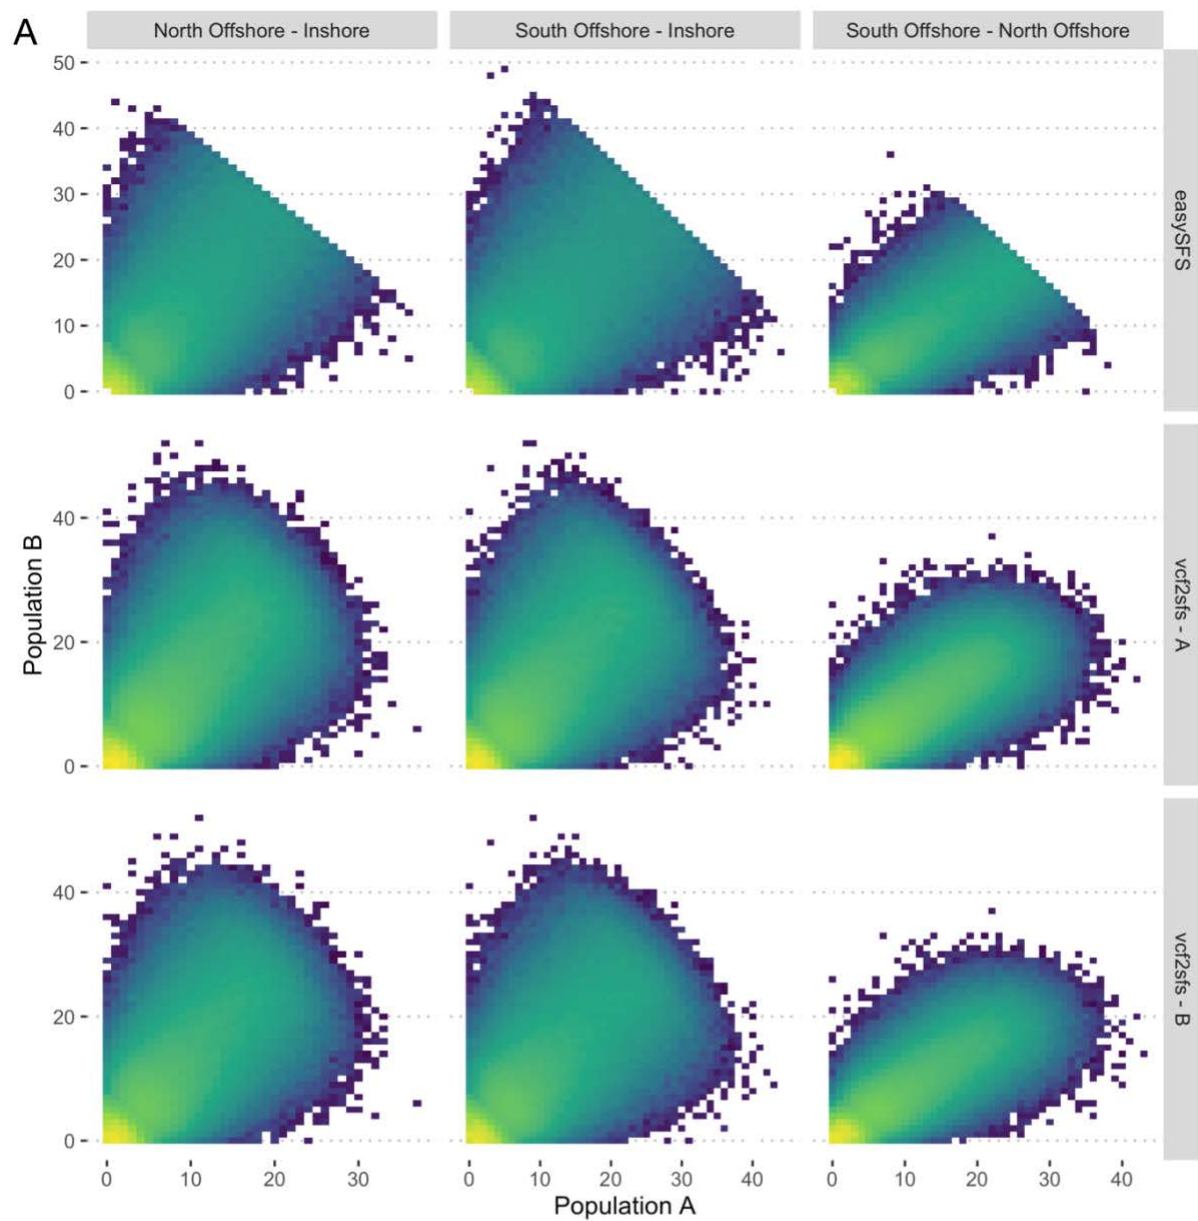 A
North Offshore - Inshore
South Offshore - Inshore
South Offshore - North Offshore
50
40
30
20
10
0
easySFS
40
20
0
vcf2sfs - A
40
20
0
vcf2sfs - B
Population B
0 10 20 30
0 10 20 30 40
0 10 20 30 40
Population A